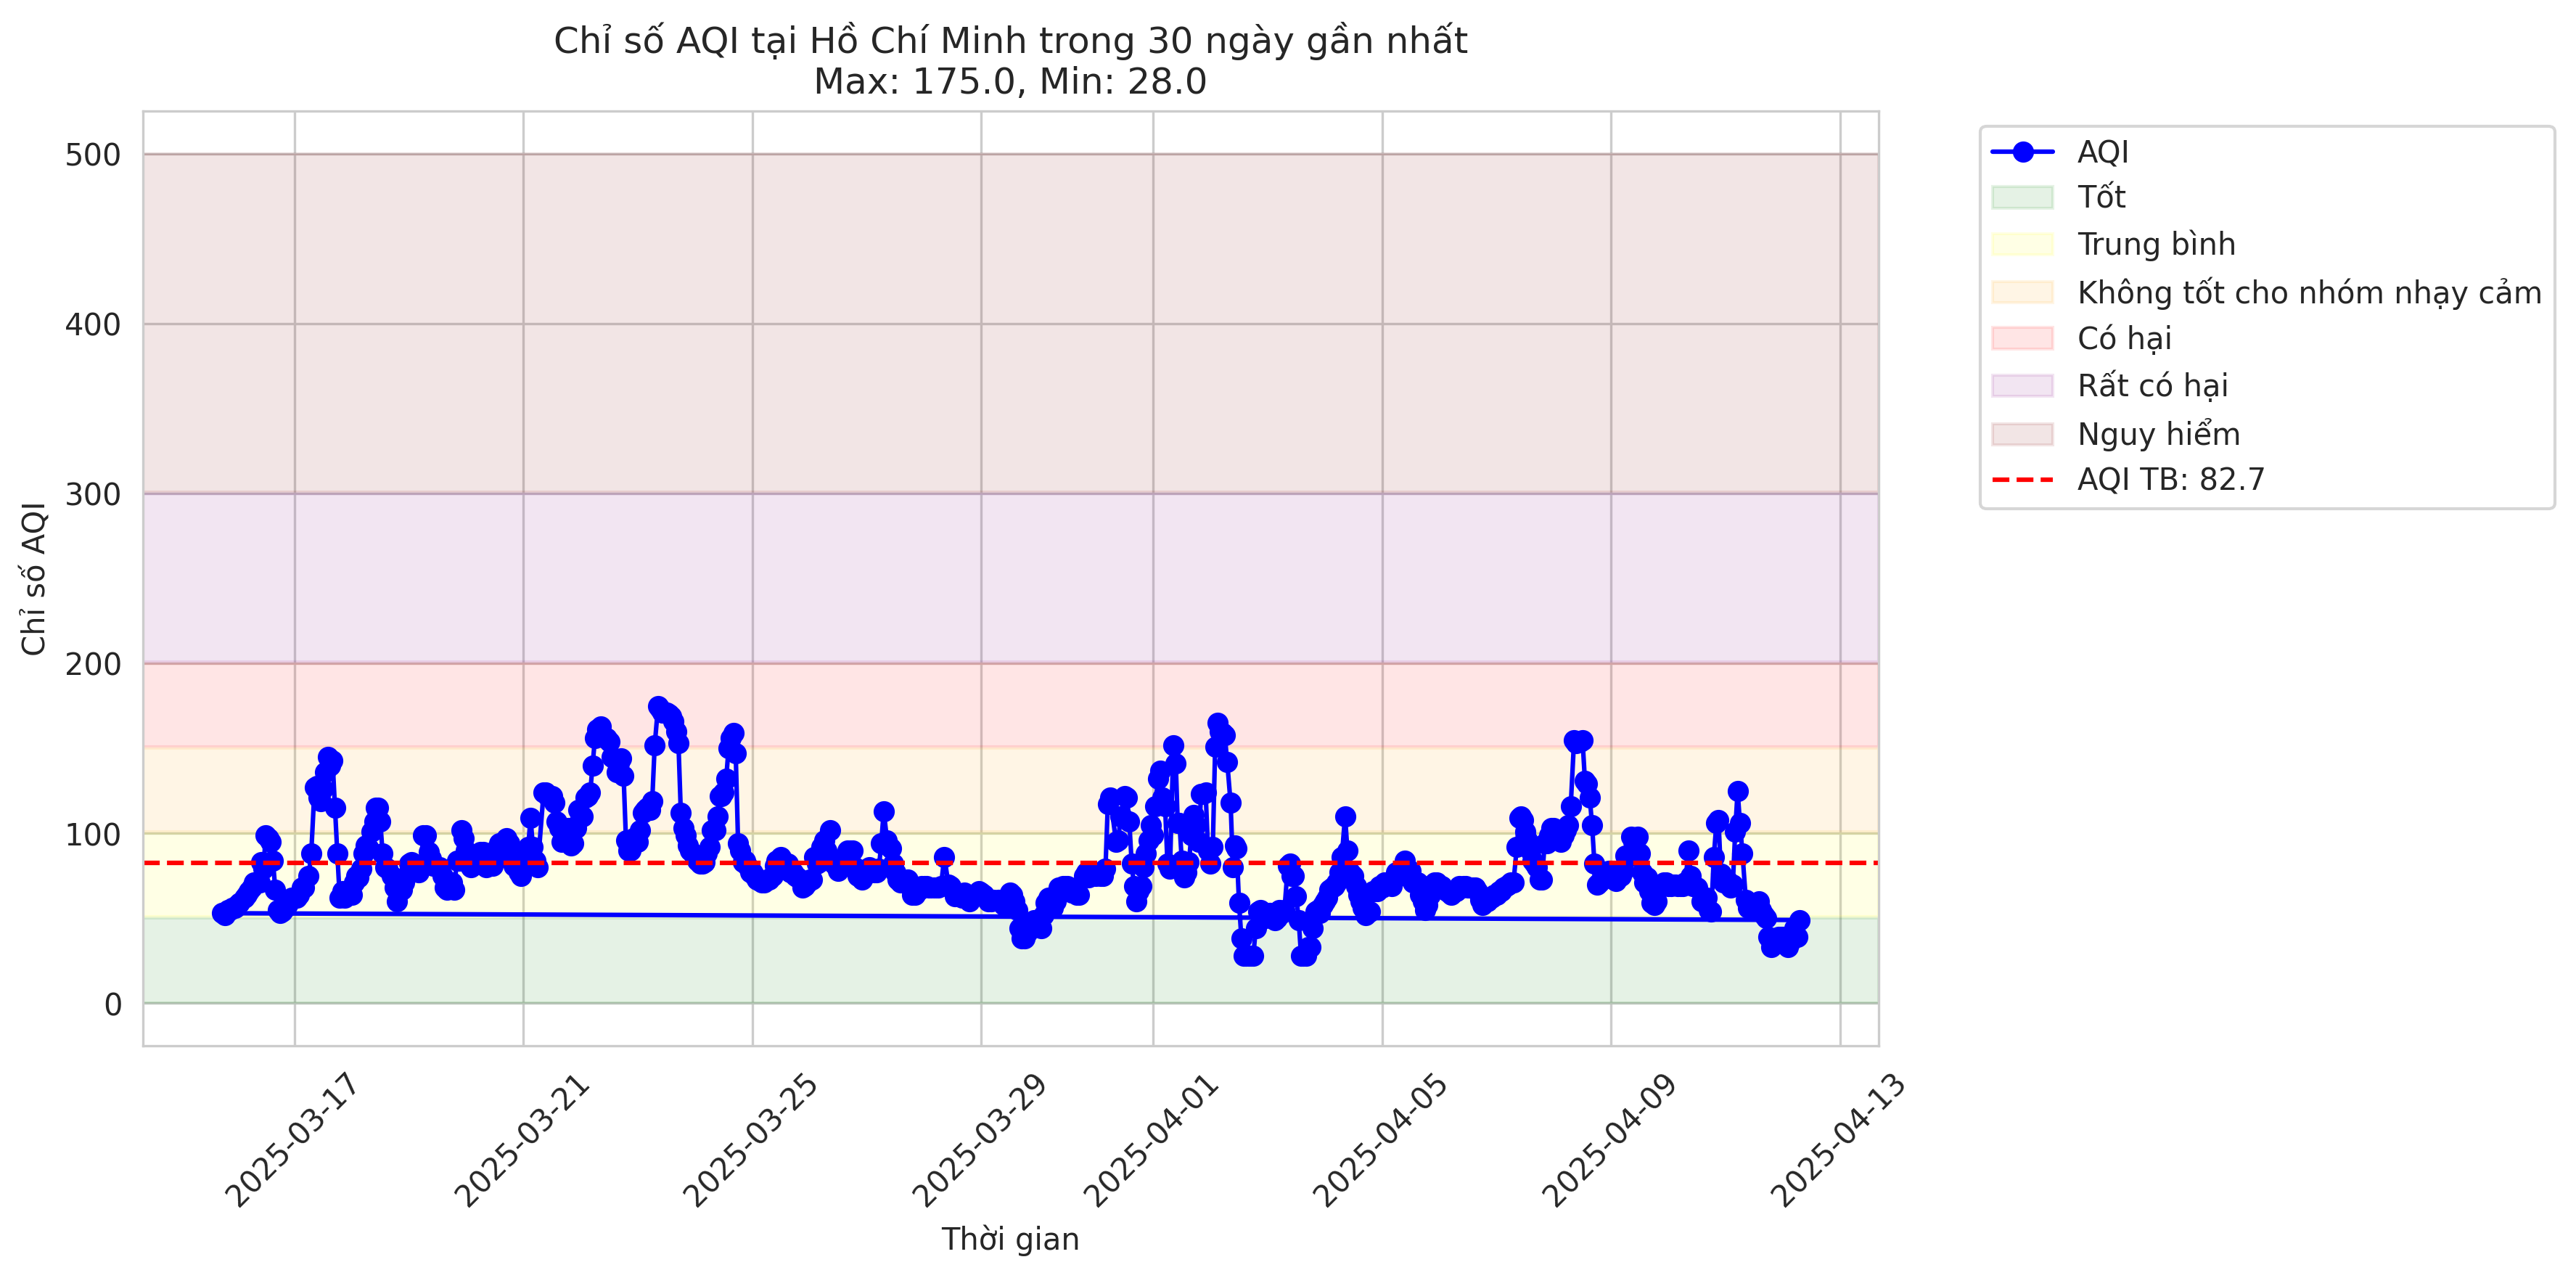 Chỉ số AQI tại Hồ Chí Minh trong 30 ngày gần nhất
Max: 175.0, Min: 28.0
Chỉ số AQI
500
400
300
200
100
0
2025-03-17
2025-03-21
2025-03-25
2025-03-29
2025-04-01
2025-04-05
2025-04-09
2025-04-13
Thời gian
AQI
Tốt
Trung bình
Không tốt cho nhóm nhạy cảm
Có hại
Rất có hại
Nguy hiểm
AQI TB: 82.7